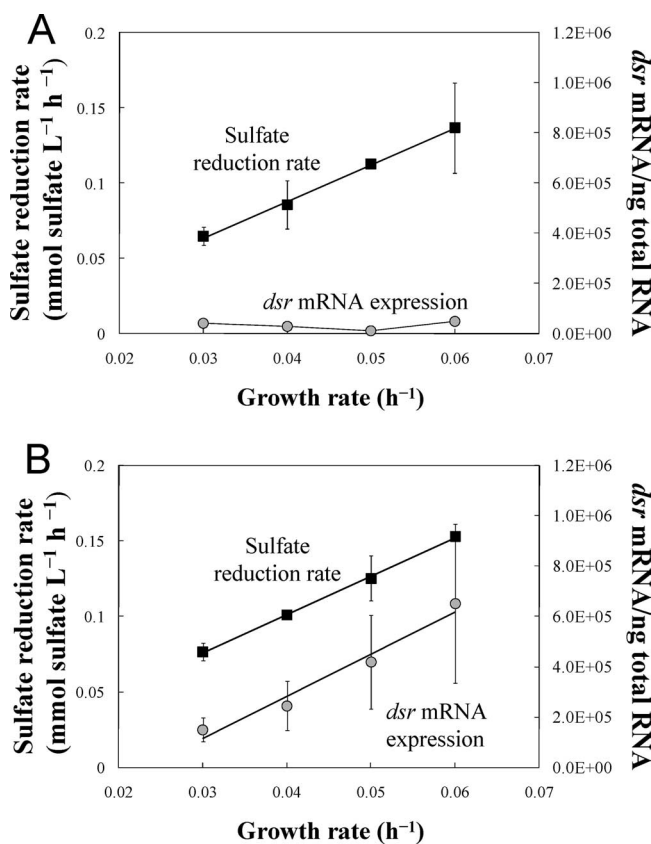 A
0.2
0.15
0.1
0.05
0
1.2E+06
1.0E+06
8.0E+05
6.0E+05
4.0E+05
2.0E+05
0.0E+00
0.02 0.03 0.04 0.05 0.06 0.07
Sulfate reduction rate
(mmol sulfate L⁻¹ h⁻¹)
dsr mRNA/ng total RNA
Sulfate
reduction rate
dsr mRNA expression
Growth rate (h⁻¹)
B
0.2
0.15
0.1
0.05
0
1.2E+06
1.0E+06
8.0E+05
6.0E+05
4.0E+05
2.0E+05
0.0E+00
0.02 0.03 0.04 0.05 0.06 0.07
Sulfate reduction rate
(mmol sulfate L⁻¹ h⁻¹)
dsr mRNA/ng total RNA
Sulfate
reduction rate
dsr mRNA
expression
Growth rate (h⁻¹)